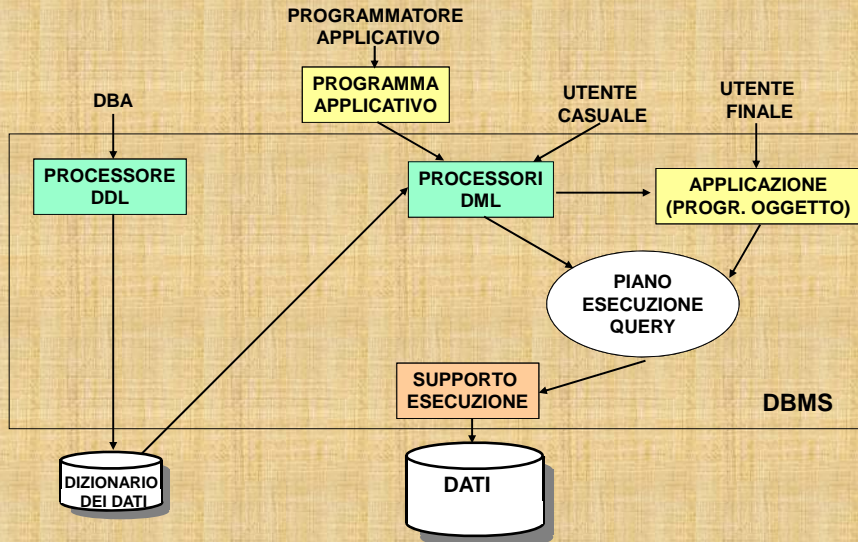 PROGRAMMATORE
APPLICATIVO
PROGRAMMA
APPLICATIVO
DBA
UTENTE
CASUALE
UTENTE
FINALE
PROCESSORE
DDL
PROCESSORI
DML
APPLICAZIONE
(PROGR. OGGETTO)
PIANO
ESECUZIONE
QUERY
SUPPORTO
ESECUZIONE
DBMS
DIZIONARIO
DEI DATI
DATI